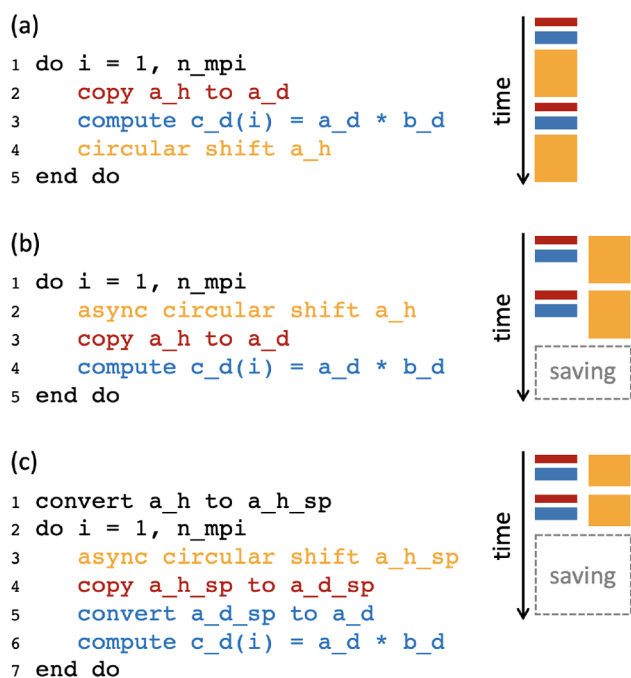 (a)
1 do i = 1, n_mpi
2 copy a_h to a_d
3 compute c_d(i) = a_d * b_d
4 circular shift a_h
5 end do
time
(b)
1 do i = 1, n_mpi
2 async circular shift a_h
3 copy a_h to a_d
4 compute c_d(i) = a_d * b_d
5 end do
time
saving
(c)
1 convert a_h to a_h_sp
2 do i = 1, n_mpi
3 async circular shift a_h_sp
4 copy a_h_sp to a_d_sp
5 convert a_d_sp to a_d
6 compute c_d(i) = a_d * b_d
7 end do
time
saving